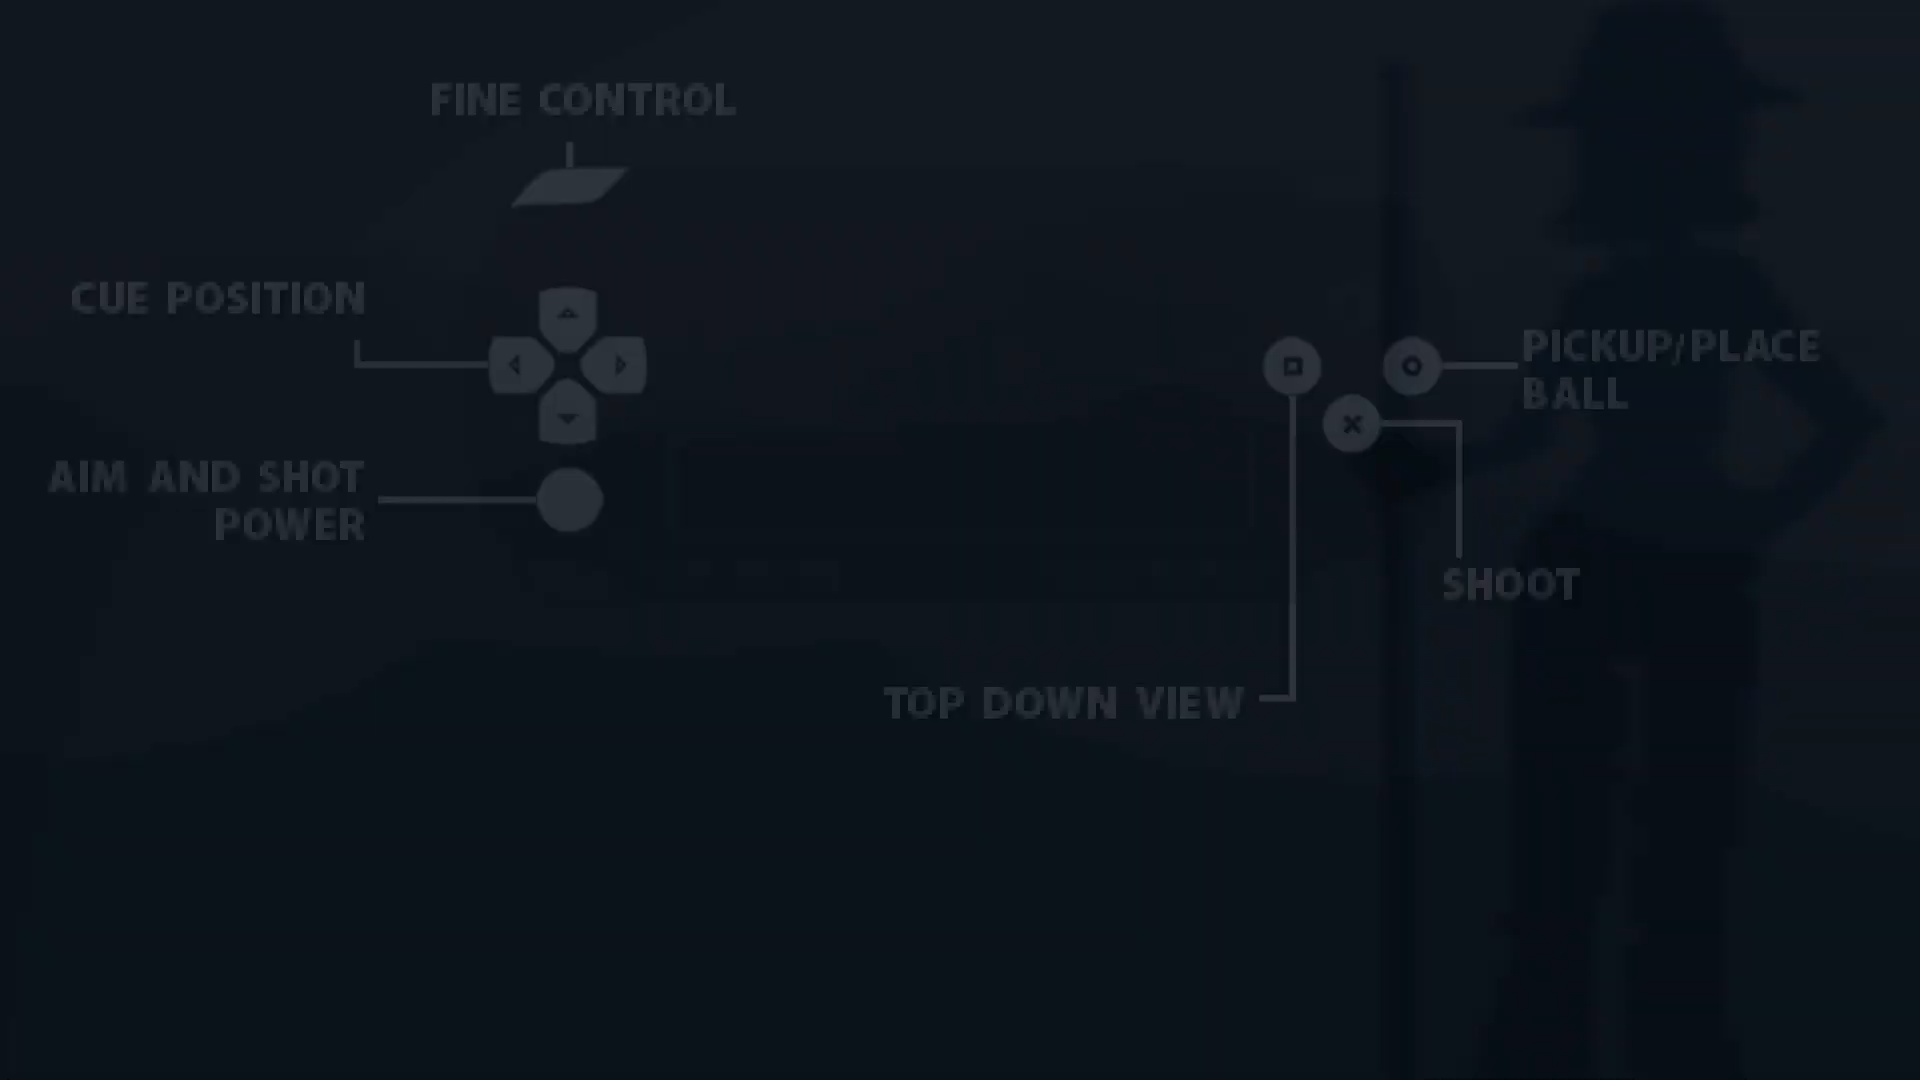 FINE CONTROL
CUE POSITION
PICKUP/PLACE
BALL
AIM AND SHOT
POWER
SHOOT
TOP DOWN VIEW